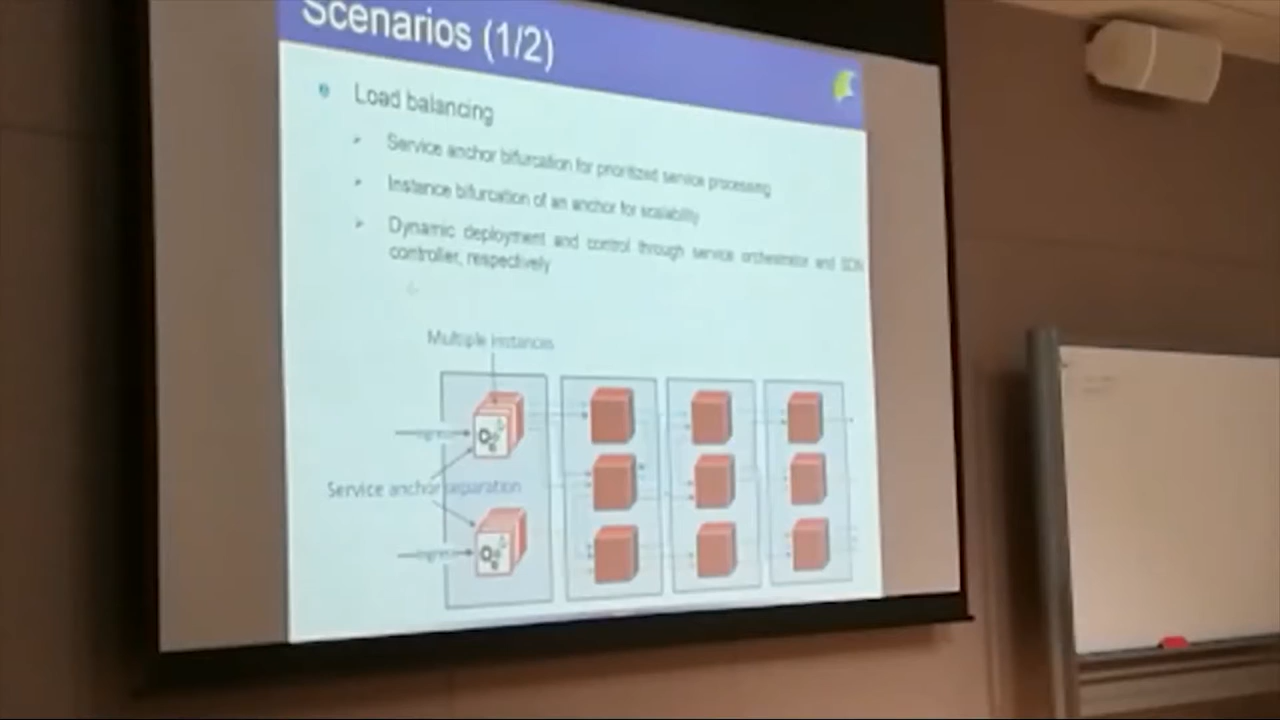 Scenarios (1/2)
Load balancing
Service anchor bifurcation for prioritized service processing
Instance bifurcation of an anchor for scalability
Dynamic deployment and control through service orchestrator and SDN
controller, respectively
Multiple instances
Service anchor separation